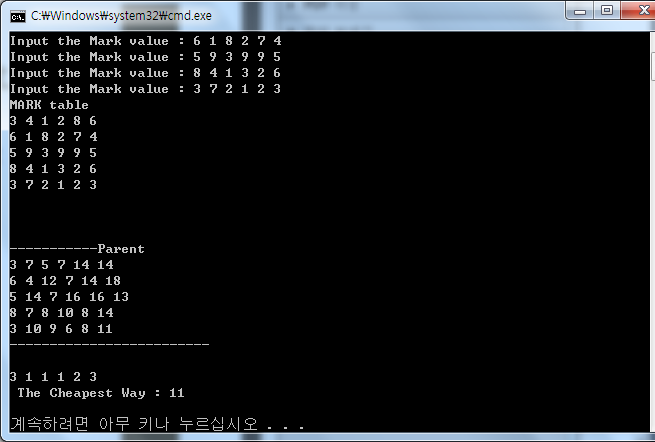 C:₩Windows₩system32₩cmd.exe
Input the Mark value : 6 1 8 2 7 4
Input the Mark value : 5 9 3 9 9 5
Input the Mark value : 8 4 1 3 2 6
Input the Mark value : 3 7 2 1 2 3
MARK table
3 4 1 2 8 6
6 1 8 2 7 4
5 9 3 9 9 5
8 4 1 3 2 6
3 7 2 1 2 3
-----------Parent
3 7 5 7 14 14
6 4 12 7 14 18
5 14 7 16 16 13
8 7 8 10 8 14
3 10 9 6 8 11
-------------------------
3 1 1 1 2 3
The Cheapest Way : 11
계속하려면 아무 키나 누르십시오 . . .